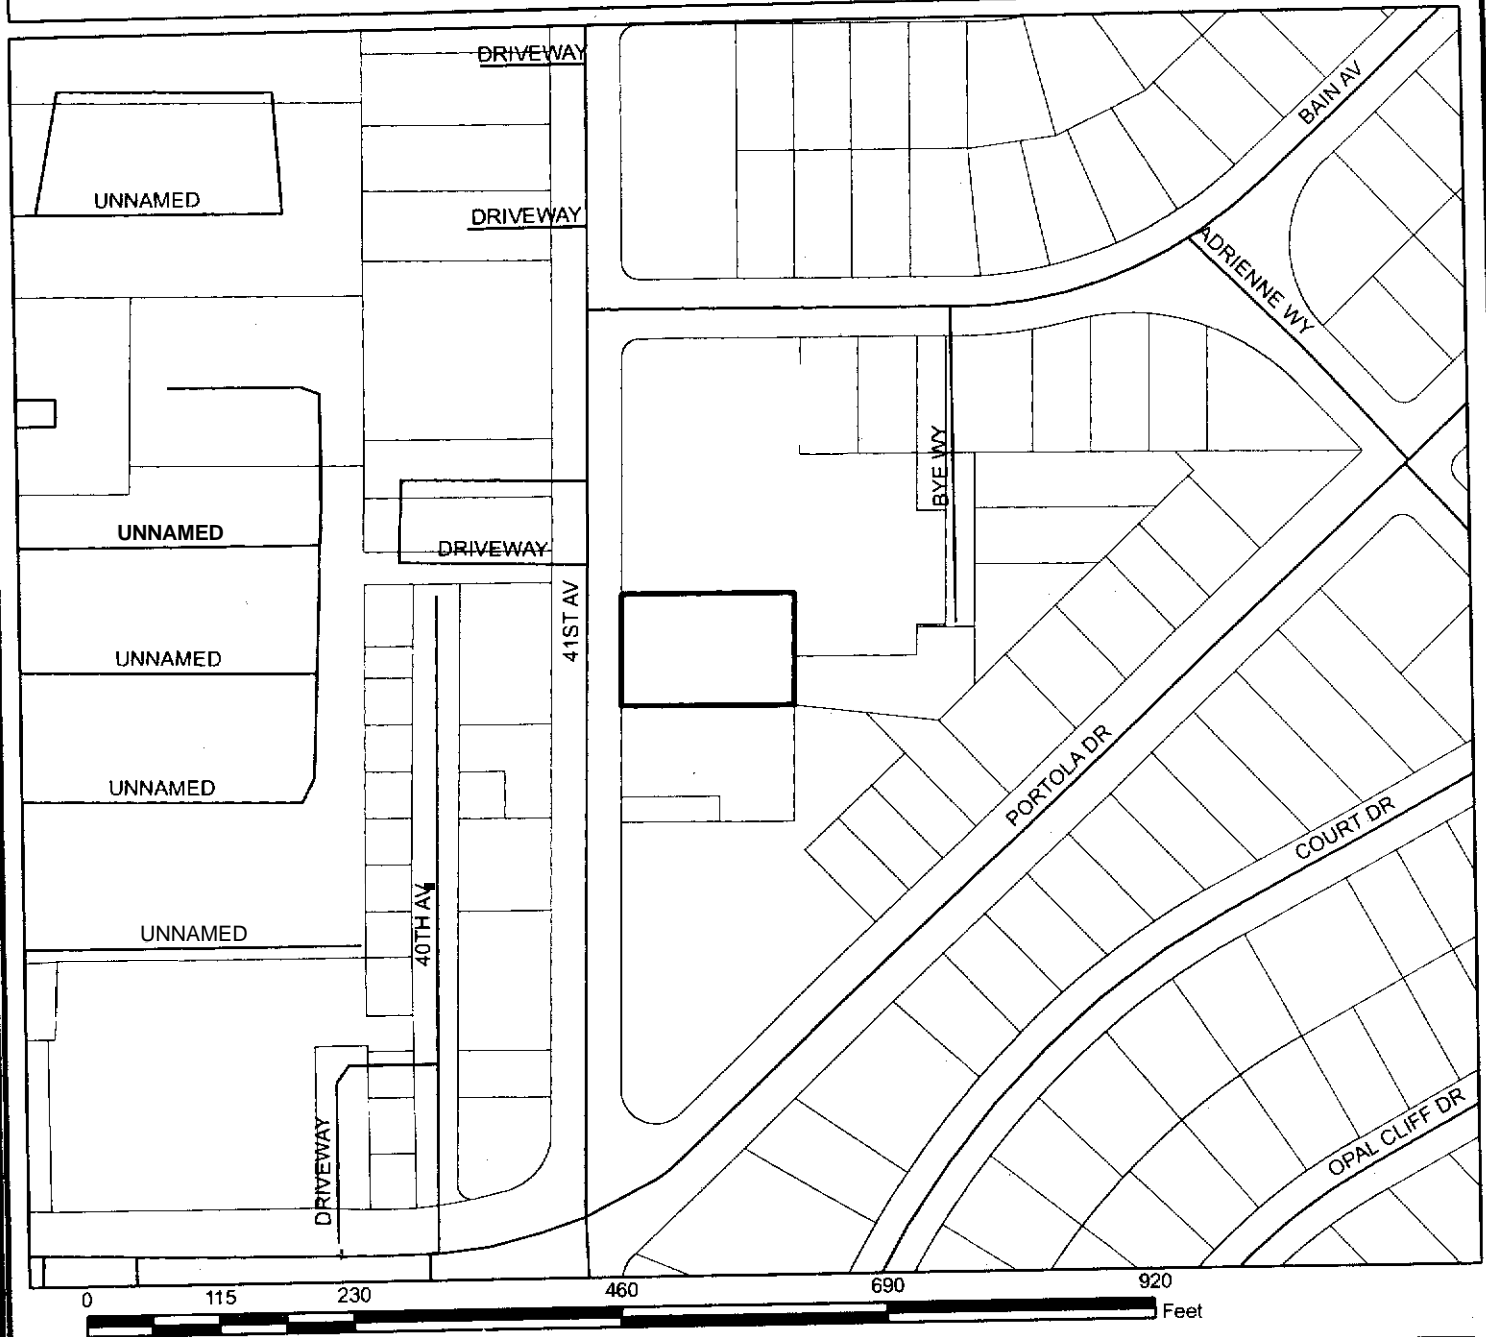 DRIVEWAY
BAIN AV
UNNAMED
DRIVEWAY
ADRIENNE WY
BYE WY
UNNAMED
DRIVEWAY
41ST AV
UNNAMED
PORTOLA DR
UNNAMED
COURT DR
40TH AV
UNNAMED
OPAL CLIFF DR
DRIVEWAY
0 115 230 460 690 920
Feet